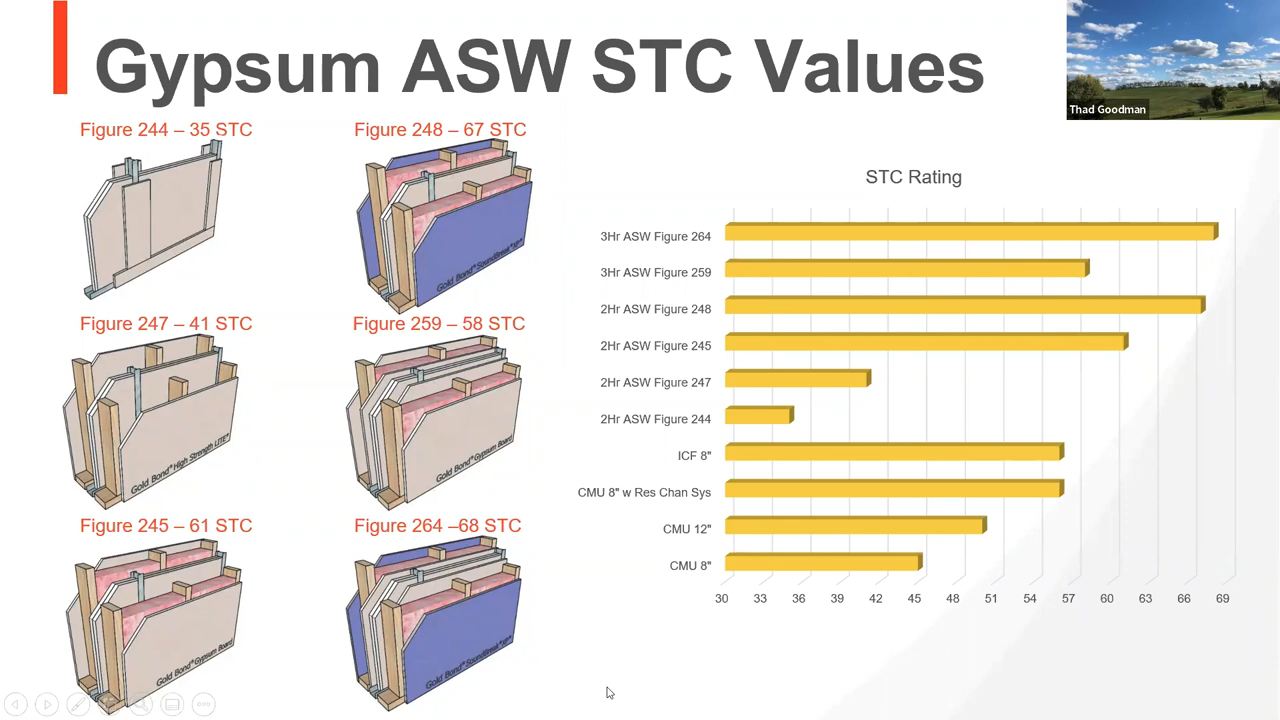 Gypsum ASW STC Values
Thad Goodman
Figure 244 – 35 STC
Figure 248 – 67 STC
Gold Bond® SoundBreak® XP®
Figure 247 – 41 STC
Figure 259 – 58 STC
Gold Bond® High Strength LITE®
Gold Bond® Gypsum Board
Figure 245 – 61 STC
Figure 264 –68 STC
Gold Bond® Gypsum Board
Gold Bond® SoundBreak® XP®
STC Rating
3Hr ASW Figure 264
3Hr ASW Figure 259
2Hr ASW Figure 248
2Hr ASW Figure 245
2Hr ASW Figure 247
2Hr ASW Figure 244
ICF 8"
CMU 8" w Res Chan Sys
CMU 12"
CMU 8"
30 33 36 39 42 45 48 51 54 57 60 63 66 69